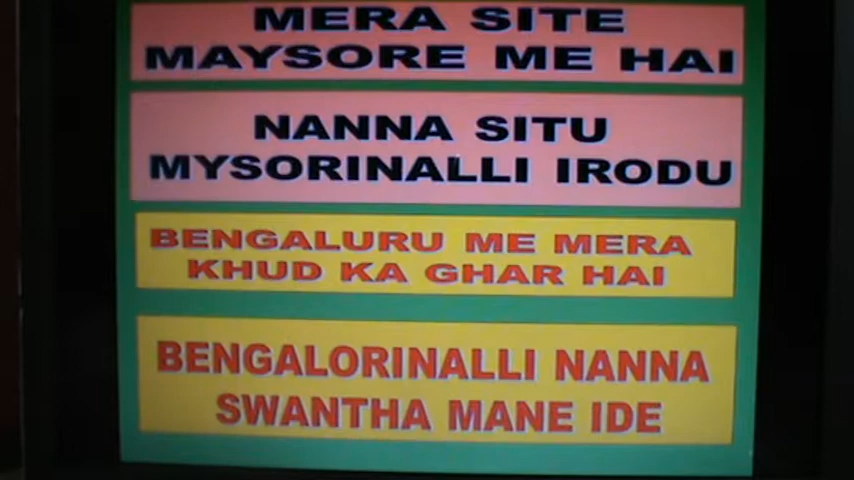 MERA SITE
MAYSORE ME HAI
NANNA SITU
MYSORINALLI IRODU
BENGALURU ME MERA
KHUD KA GHAR HAI
BENGALORINALLI NANNA
SWANTHA MANE IDE